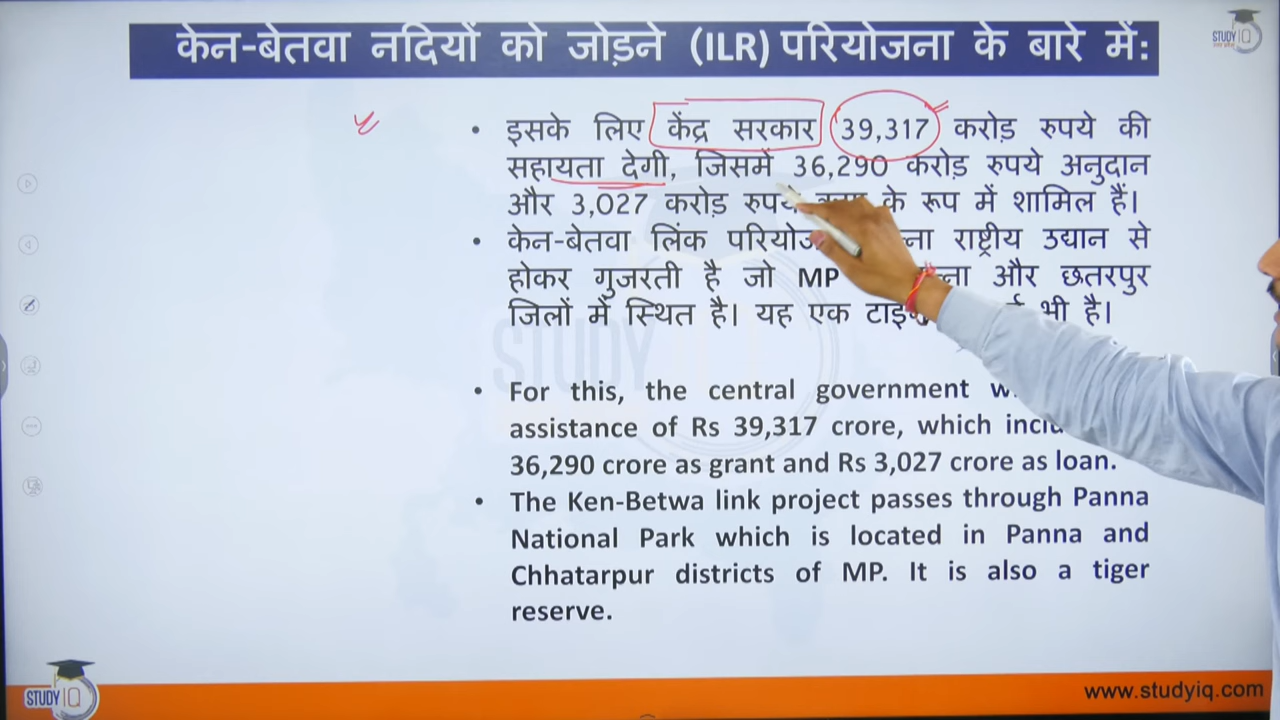 केन-बेतवा नदियों को जोड़ने (ILR) परियोजना के बारे में:
STUDY IQ
• इसके लिए केंद्र सरकार 39,317 करोड़ रुपये की
सहायता देगी, जिसमें 36,290 करोड़ रुपये अनुदान
और 3,027 करोड़ रुपये के रूप में शामिल हैं।
• केन-बेतवा लिंक राष्ट्रीय उद्यान से
होकर गुजरती है जो MP और छतरपुर
जिलों में स्थित है। यह एक भी है।
STUDY
• For this, the central government
assistance of Rs 39,317 crore, which
36,290 crore as grant and Rs 3,027 crore as loan.
• The Ken-Betwa link project passes through Panna
National Park which is located in Panna and
Chhatarpur districts of MP. It is also a tiger
reserve.
STUDY IQ
www.studyiq.com